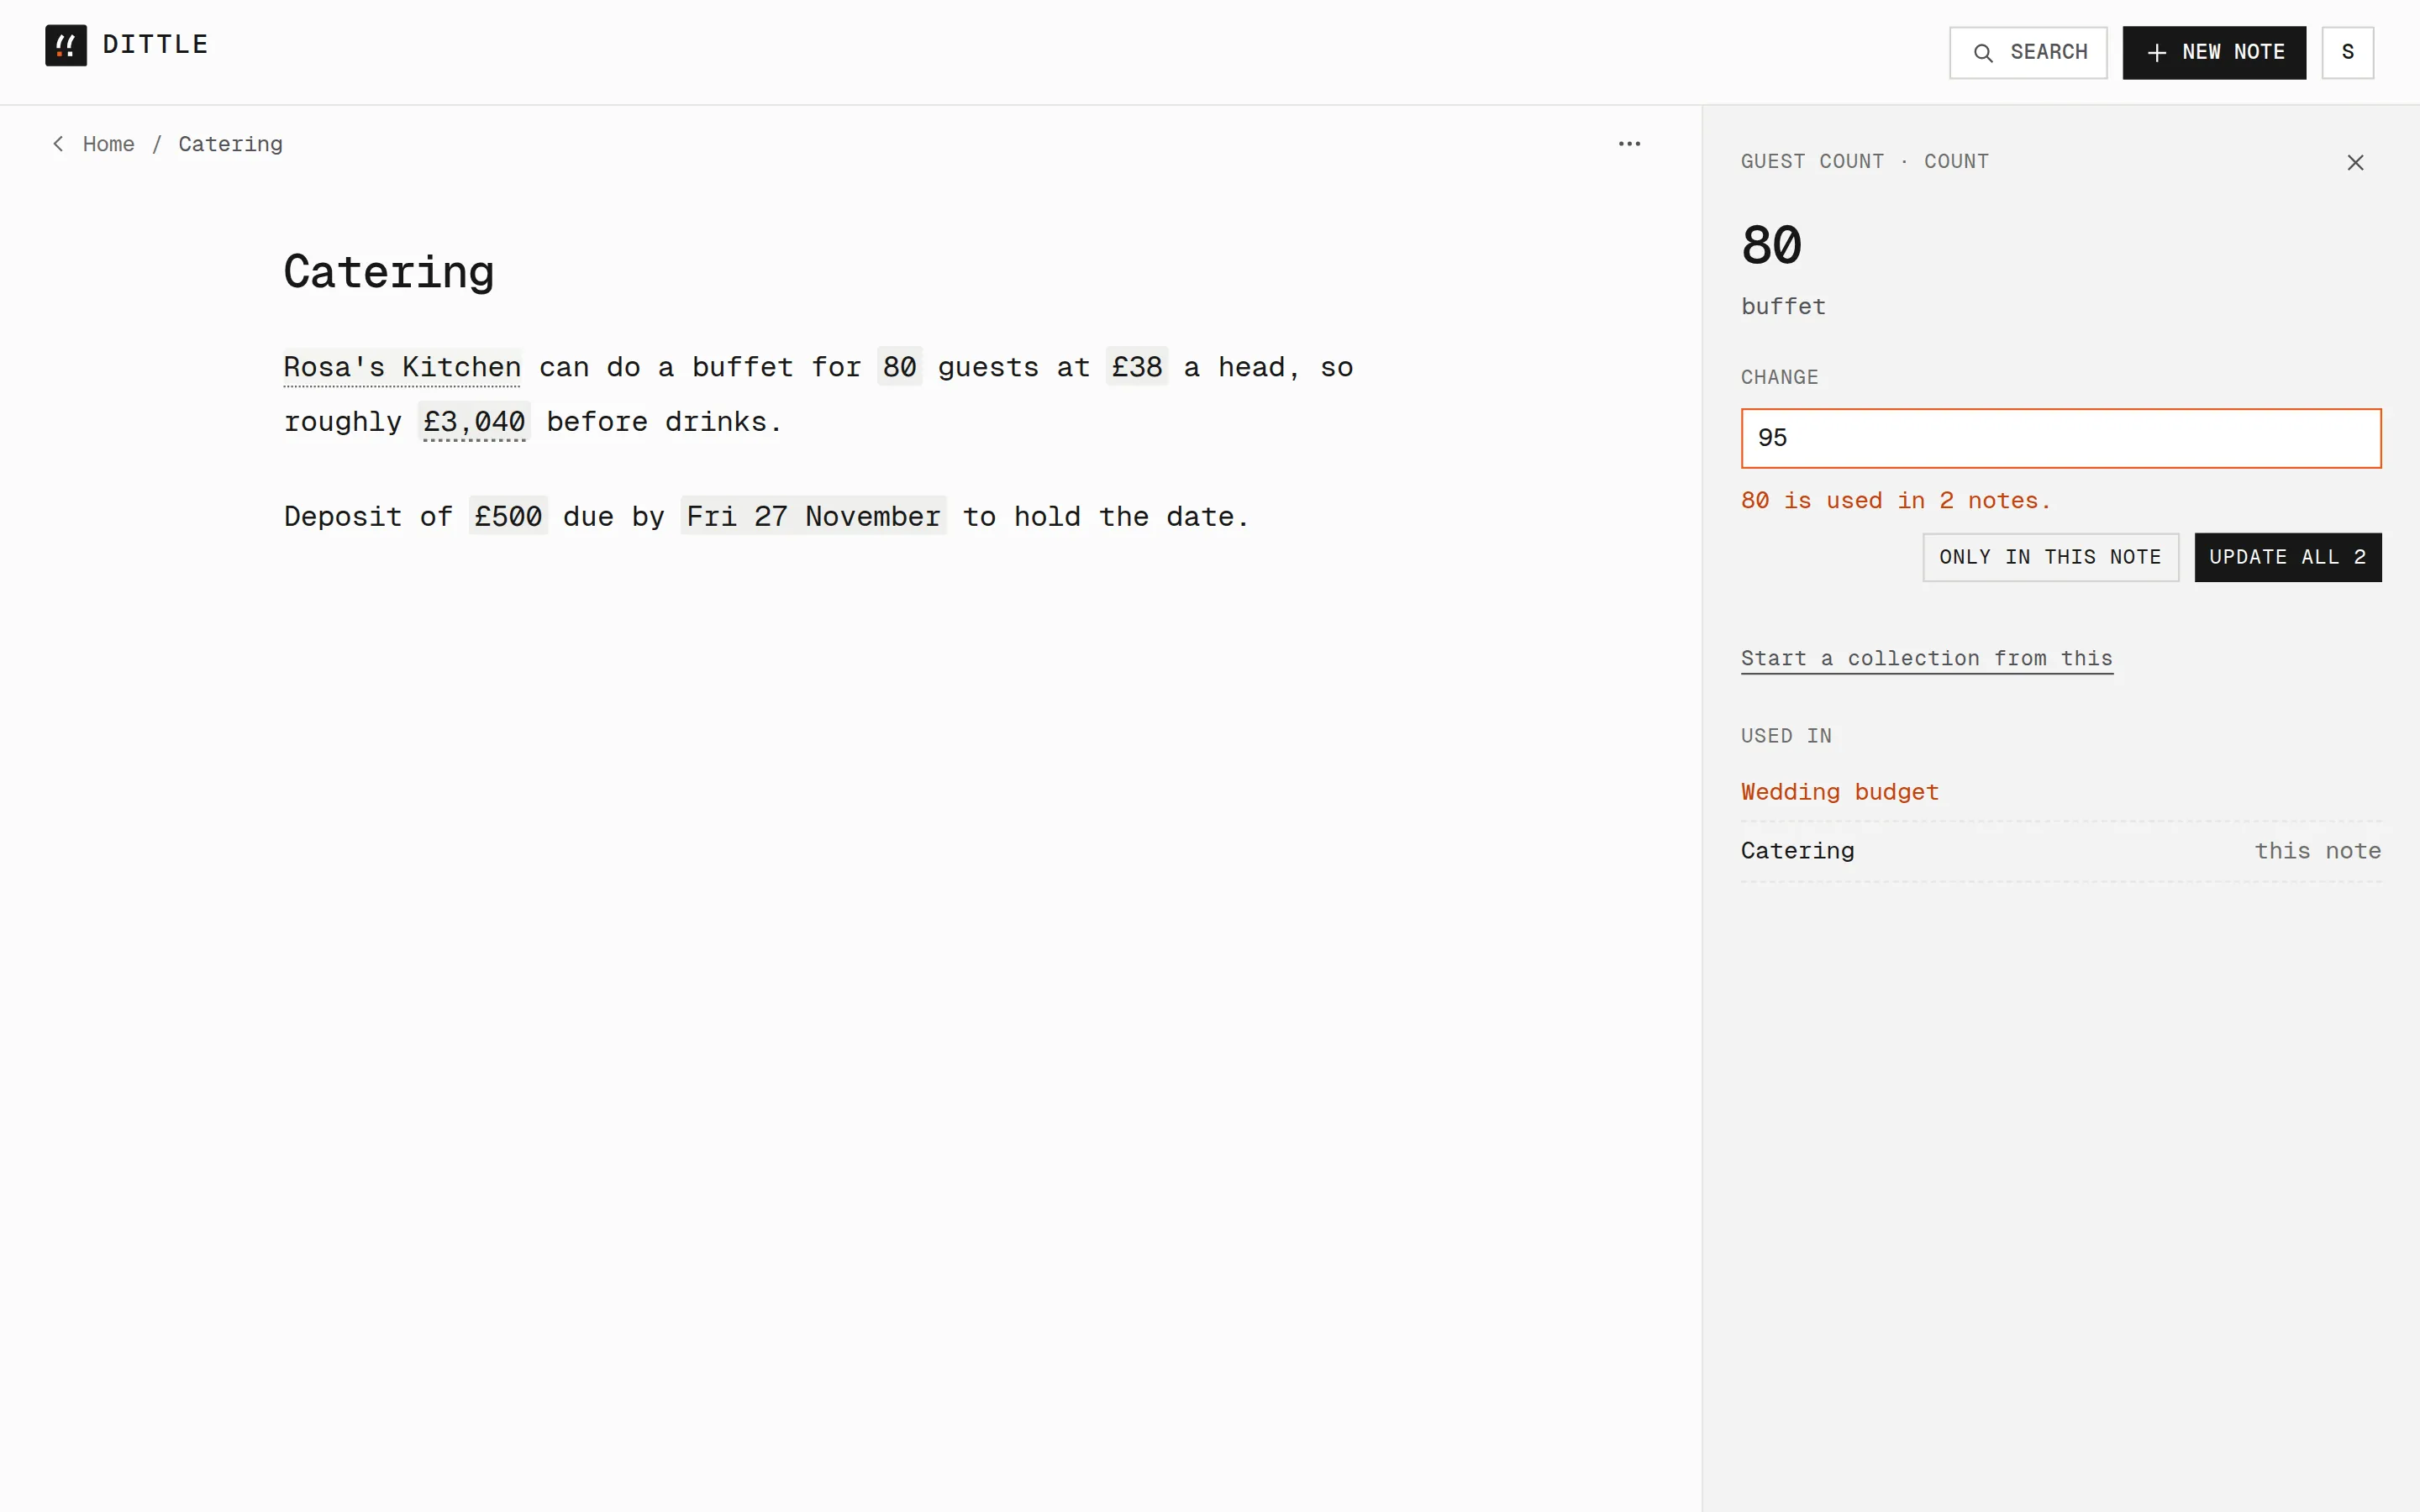 DITTLE
SEARCH
NEW NOTE
S
Home / Catering
Catering
Rosa's Kitchen can do a buffet for 80 guests at £38 a head, so
roughly £3,040 before drinks.
Deposit of £500 due by Fri 27 November to hold the date.
GUEST COUNT · COUNT
80
buffet
CHANGE
95
80 is used in 2 notes.
ONLY IN THIS NOTE
UPDATE ALL 2
Start a collection from this
USED IN
Wedding budget
Catering this note